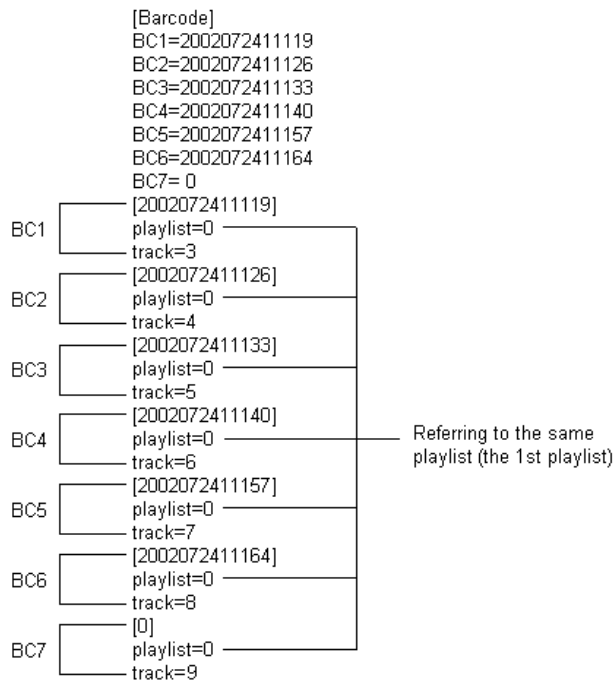 [Barcode]
BC1=2002072411119
BC2=2002072411126
BC3=2002072411133
BC4=2002072411140
BC5=2002072411157
BC6=2002072411164
BC7= 0
[2002072411119]
BC1
playlist=0
track=3
[2002072411126]
BC2
playlist=0
track=4
[2002072411133]
BC3
playlist=0
track=5
[2002072411140]
BC4
playlist=0
track=6
Referring to the same
playlist (the 1st playlist)
[2002072411157]
BC5
playlist=0
track=7
[2002072411164]
BC6
playlist=0
track=8
[0]
BC7
playlist=0
track=9